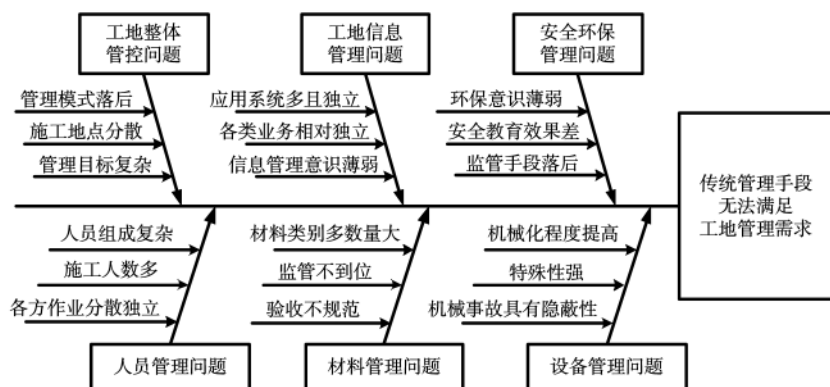 工地整体
管控问题
工地信息
管理问题
安全环保
管理问题
管理模式落后
施工地点分散
管理目标复杂
应用系统多且独立
各类业务相对独立
信息管理意识薄弱
环保意识薄弱
安全教育效果差
监管手段落后
传统管理手段
无法满足
工地管理需求
人员组成复杂
施工人数多
各方作业分散独立
材料类别多数量大
监管不到位
验收不规范
机械化程度提高
特殊性强
机械事故具有隐蔽性
人员管理问题
材料管理问题
设备管理问题